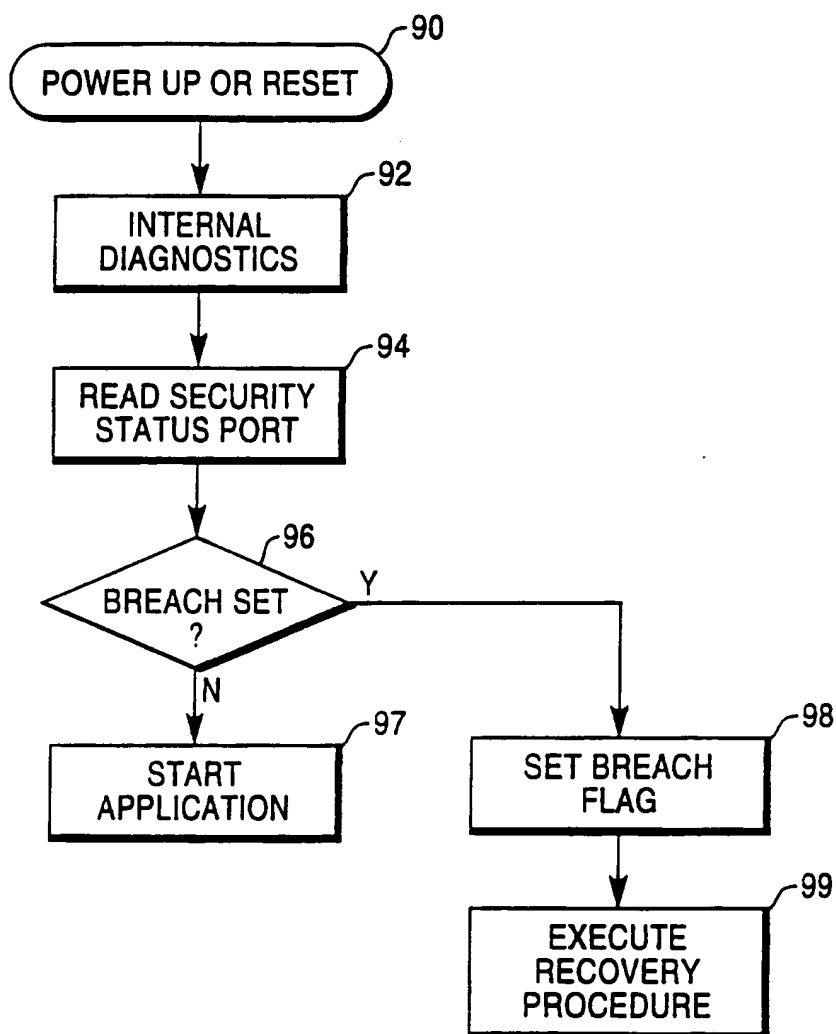 90
POWER UP OR RESET
92
INTERNAL
DIAGNOSTICS
94
READ SECURITY
STATUS PORT
96
BREACH SET
?
Y
N
97
START
APPLICATION
98
SET BREACH
FLAG
99
EXECUTE
RECOVERY
PROCEDURE